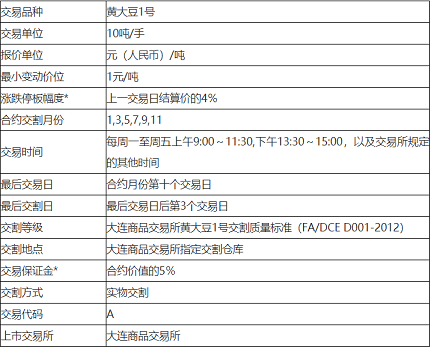 交易品种 黄大豆1号
交易单位 10吨/手
报价单位 元（人民币）/吨
最小变动价位 1元/吨
涨跌停板幅度* 上一交易日结算价的4%
合约交割月份 1,3,5,7,9,11
交易时间 每周一至周五上午9:00～11:30,下午13:30～15:00，以及交易所规定
的其他时间
最后交易日 合约月份第十个交易日
最后交割日 最后交易日后第3个交易日
交割等级 大连商品交易所黄大豆1号交割质量标准（FA/DCE D001-2012）
交割地点 大连商品交易所指定交割仓库
交易保证金* 合约价值的5%
交割方式 实物交割
交易代码 A
上市交易所 大连商品交易所